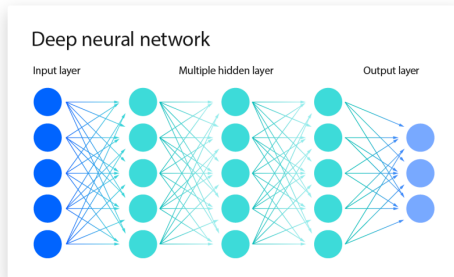 Deep neural network
Input layer
Multiple hidden layer
Output layer